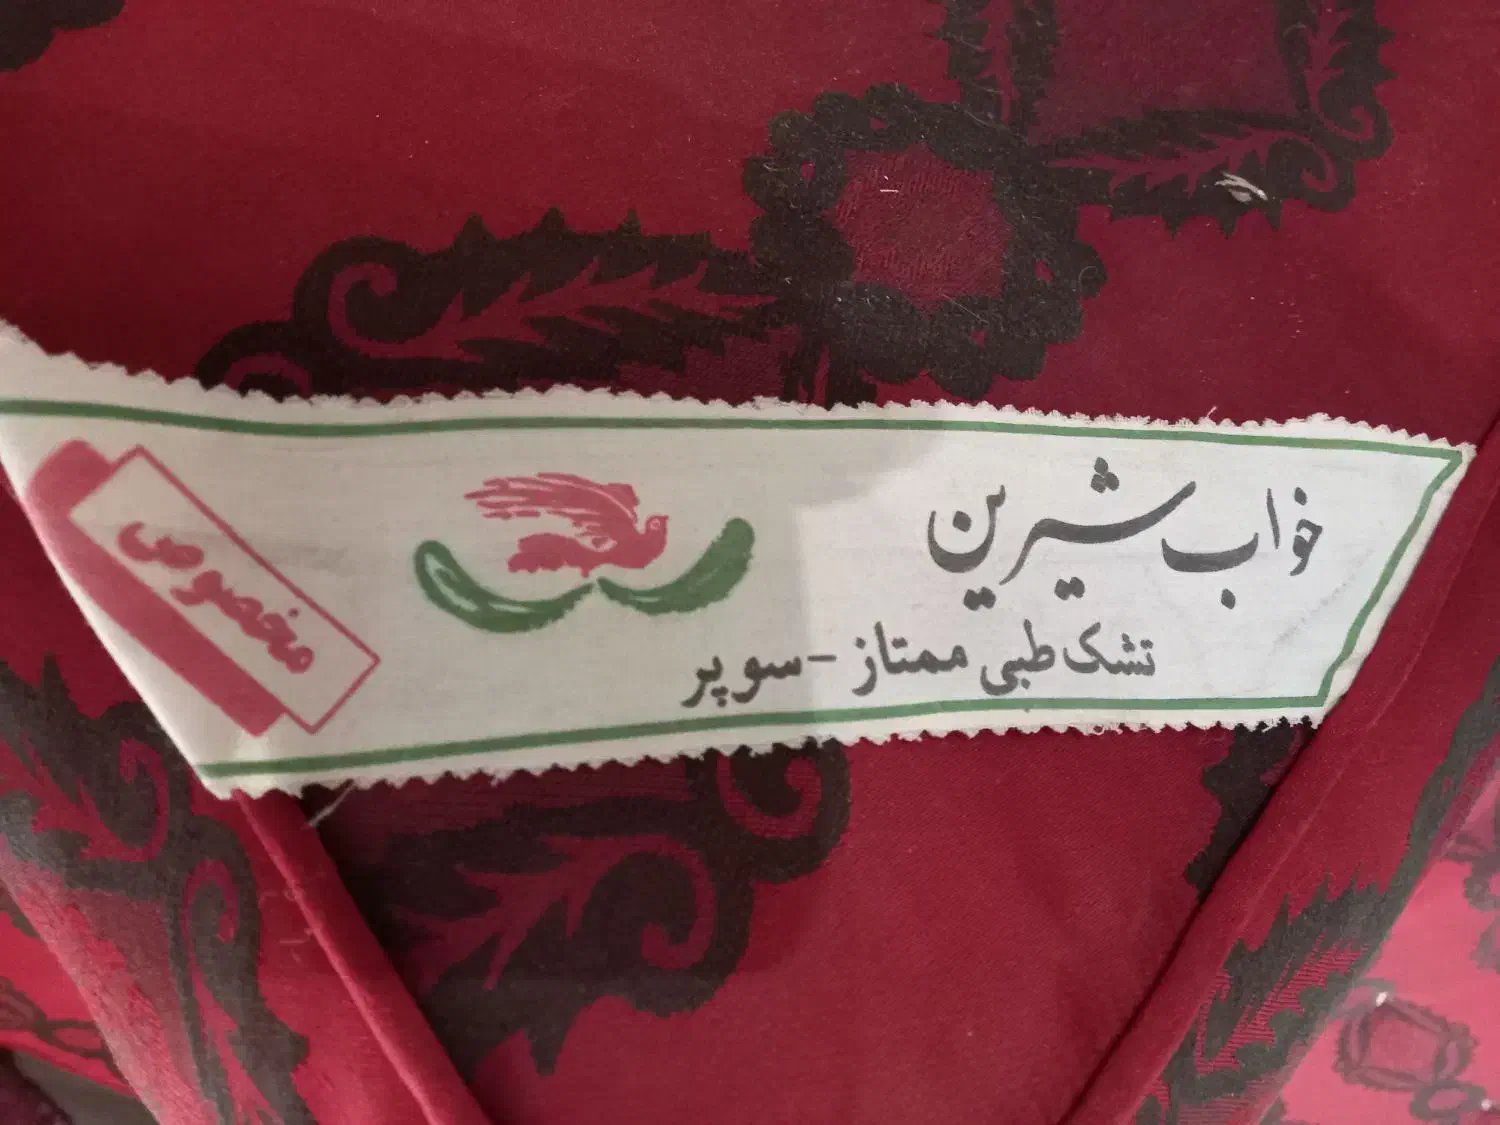 خواب شیرین
تشک طبی ممتاز - سوپر
مخصوص